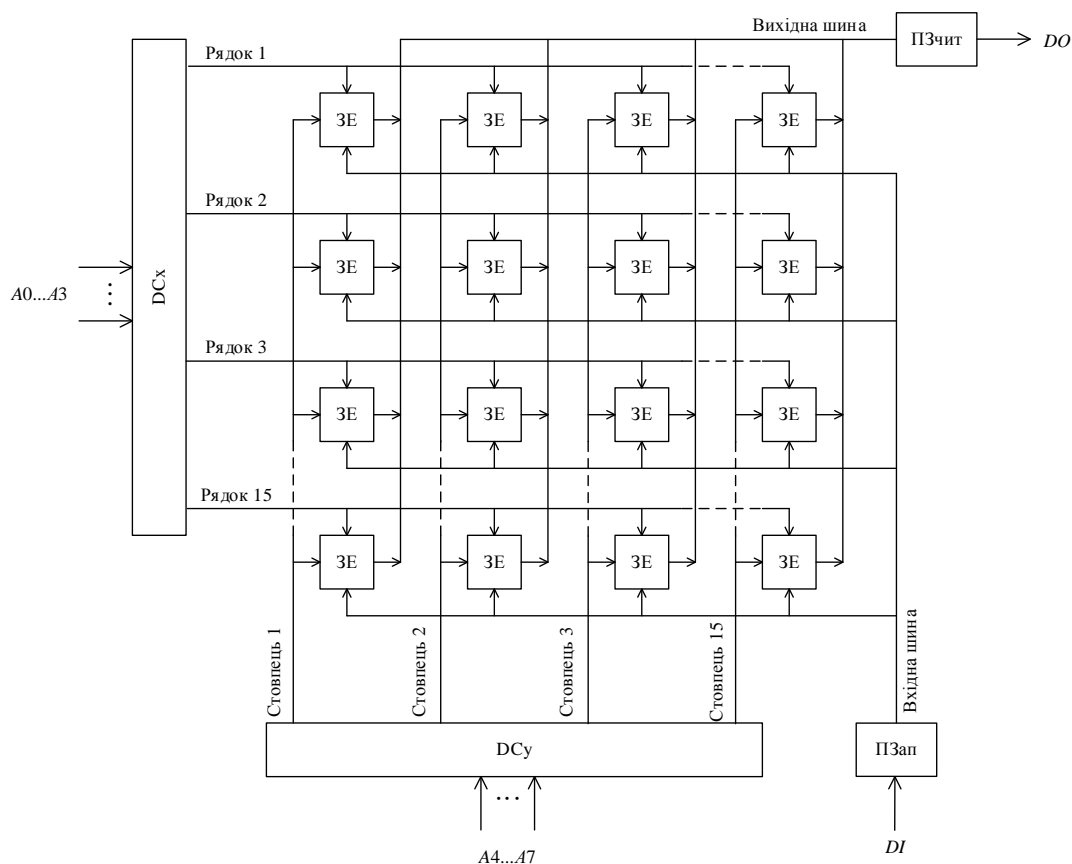 Вихідна шина
ПЗчит
DO
Рядок 1
ЗЕ
ЗЕ
ЗЕ
ЗЕ
Рядок 2
ЗЕ
ЗЕ
ЗЕ
ЗЕ
DCx
A0...A3
Рядок 3
ЗЕ
ЗЕ
ЗЕ
ЗЕ
Рядок 15
ЗЕ
ЗЕ
ЗЕ
ЗЕ
Стовпець 1
Стовпець 2
Стовпець 3
Стовпець 15
Вхідна шина
DCy
ПЗап
A4...A7
DI